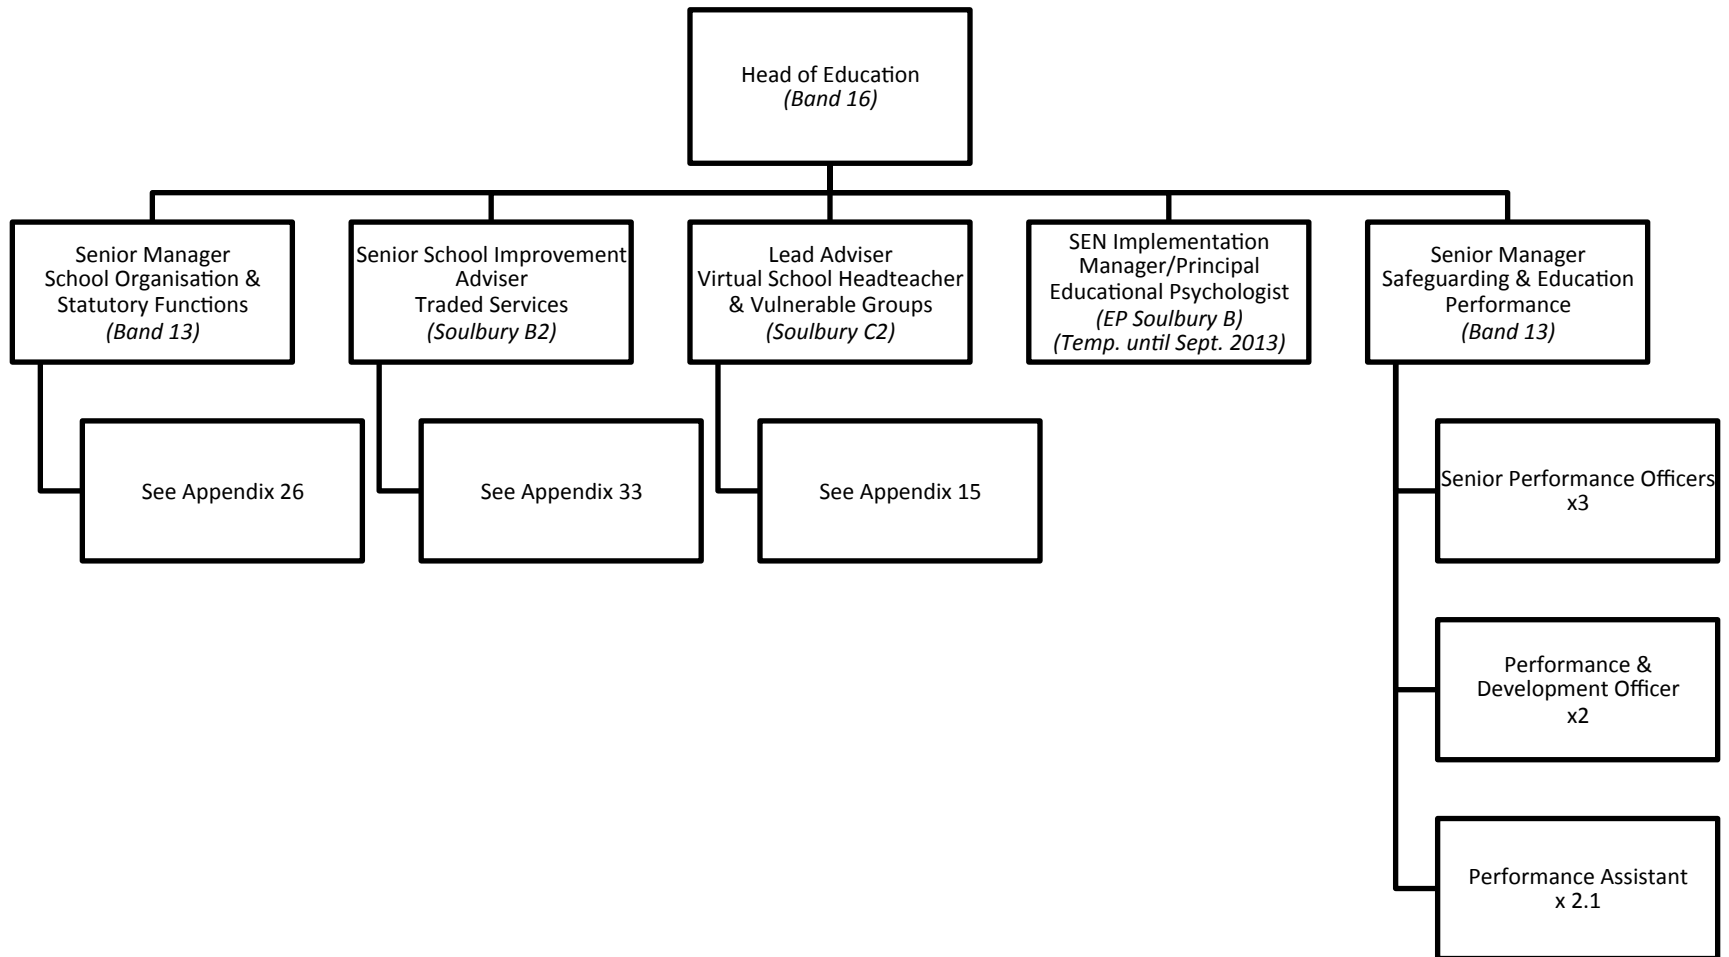 Head of Education
(Band 16)
Senior Manager
School Organisation &
Statutory Functions
(Band 13)
Senior School Improvement
Adviser
Traded Services
(Soulbury B2)
Lead Adviser
Virtual School Headteacher
& Vulnerable Groups
(Soulbury C2)
SEN Implementation
Manager/Principal
Educational Psychologist
(EP Soulbury B)
(Temp. until Sept. 2013)
Senior Manager
Safeguarding & Education
Performance
(Band 13)
See Appendix 26
See Appendix 33
See Appendix 15
Senior Performance Officers
x3
Performance &
Development Officer
x2
Performance Assistant
x 2.1